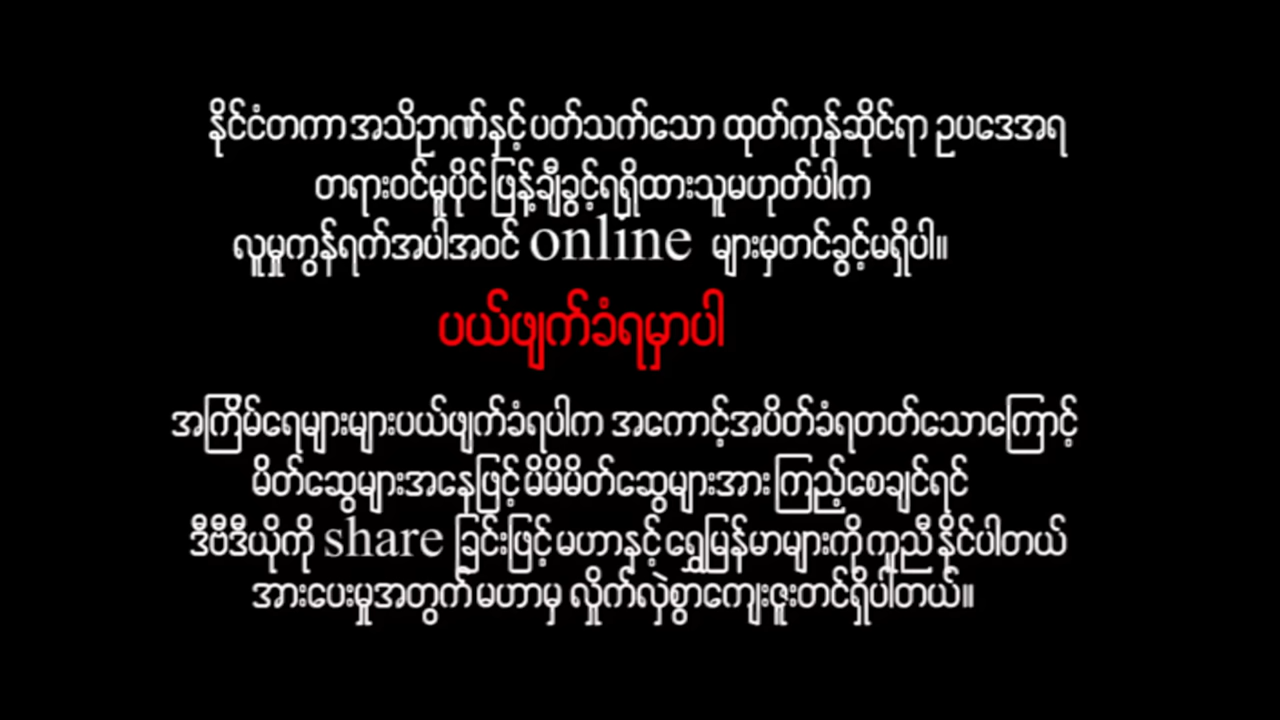 နိုင်ငံတကာ အသိဉာဏ်နှင့် ပတ်သက်သော ထုတ်ကုန်ဆိုင်ရာ ဥပဒေအရ
တရားဝင်မူပိုင် ဖြန့်ချီခွင့်ရရှိထားသူမဟုတ်ပါက
လူမှုကွန်ရက်အပါအဝင် online များမှတင်ခွင့်မရှိပါ။
ပယ်ဖျက်ခံရမှာပါ
အကြိမ်ရေများများပယ်ဖျက်ခံရပါက အကောင့်အပိတ်ခံရတတ်သောကြောင့်
မိတ်ဆွေများအနေဖြင့် မိမိမိတ်ဆွေများအား ကြည့်စေချင်ရင်
ဒီဗီဒီယိုကို share ခြင်းဖြင့် မဟာနှင့် ရွှေမြန်မာများကို ကူညီ နိုင်ပါတယ်
အားပေးမှုအတွက် မဟာမှ လှိုက်လှဲစွာကျေးဇူးတင်ရှိပါတယ်။